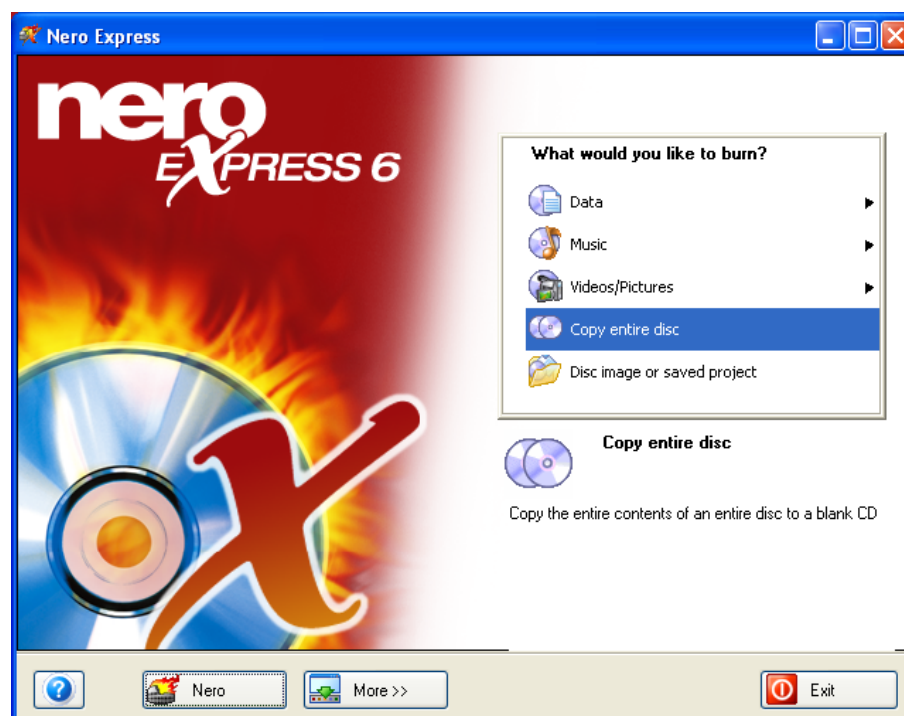 Nero Express
nero
EXPRESS 6
What would you like to burn?
Data
Music
Videos/Pictures
Copy entire disc
Disc image or saved project
Copy entire disc
Copy the entire contents of an entire disc to a blank CD
?
Nero
More >>
Exit